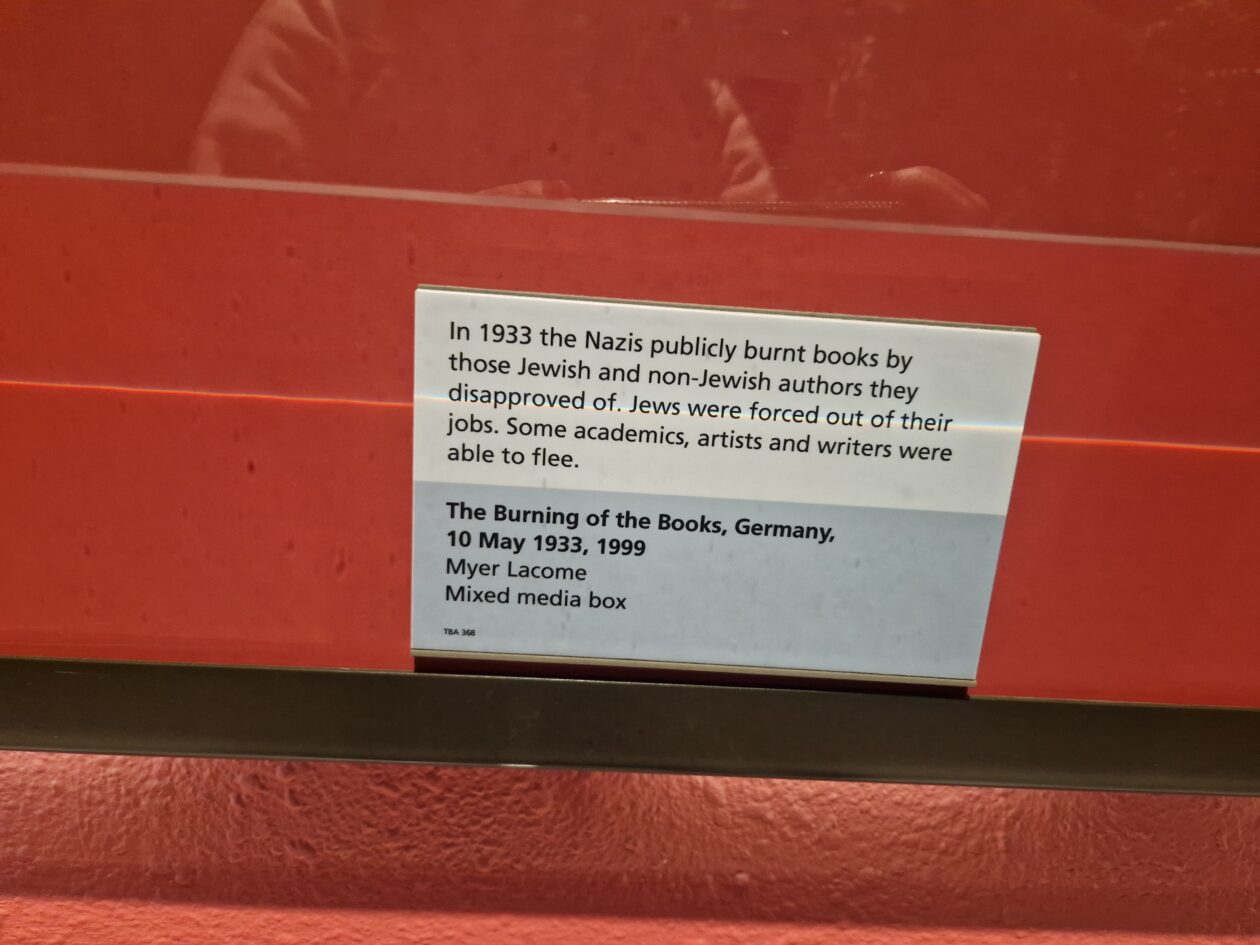 In 1933 the Nazis publicly burnt books by
those Jewish and non-Jewish authors they
disapproved of. Jews were forced out of their
jobs. Some academics, artists and writers were
able to flee.
The Burning of the Books, Germany,
10 May 1933, 1999
Myer Lacome
Mixed media box
TBA 368